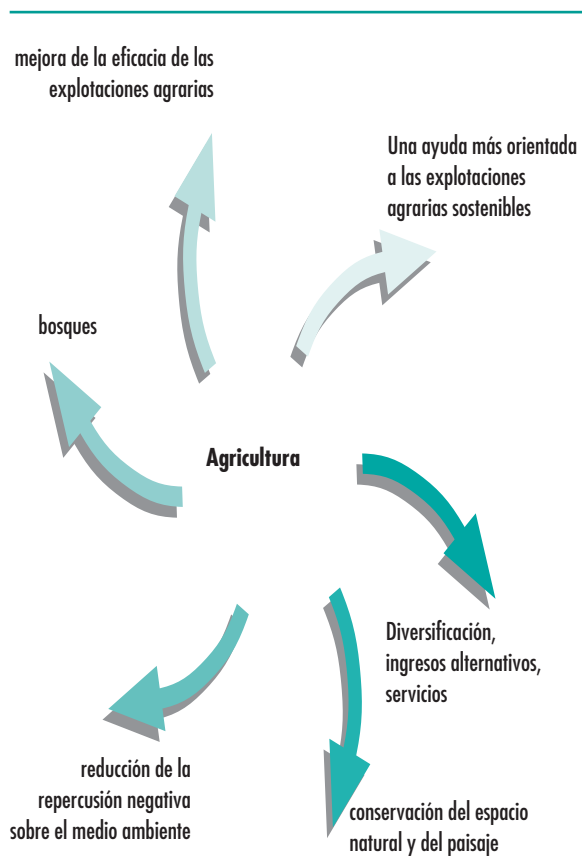 mejora de la eficacia de las
explotaciones agrarias
Una ayuda más orientada
a las explotaciones
agrarias sostenibles
bosques
Agricultura
Diversificación,
ingresos alternativos,
servicios
reducción de la
repercusión negativa
sobre el medio ambiente
conservación del espacio
natural y del paisaje